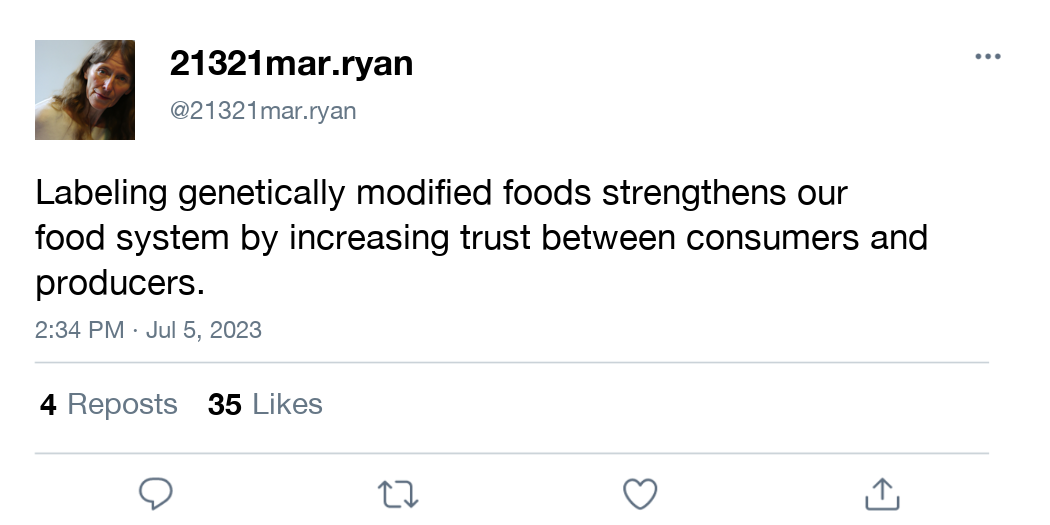 21321mar.ryan
@21321mar.ryan
Labeling genetically modified foods strengthens our
food system by increasing trust between consumers and
producers.
2:34 PM · Jul 5, 2023
4 Reposts 35 Likes